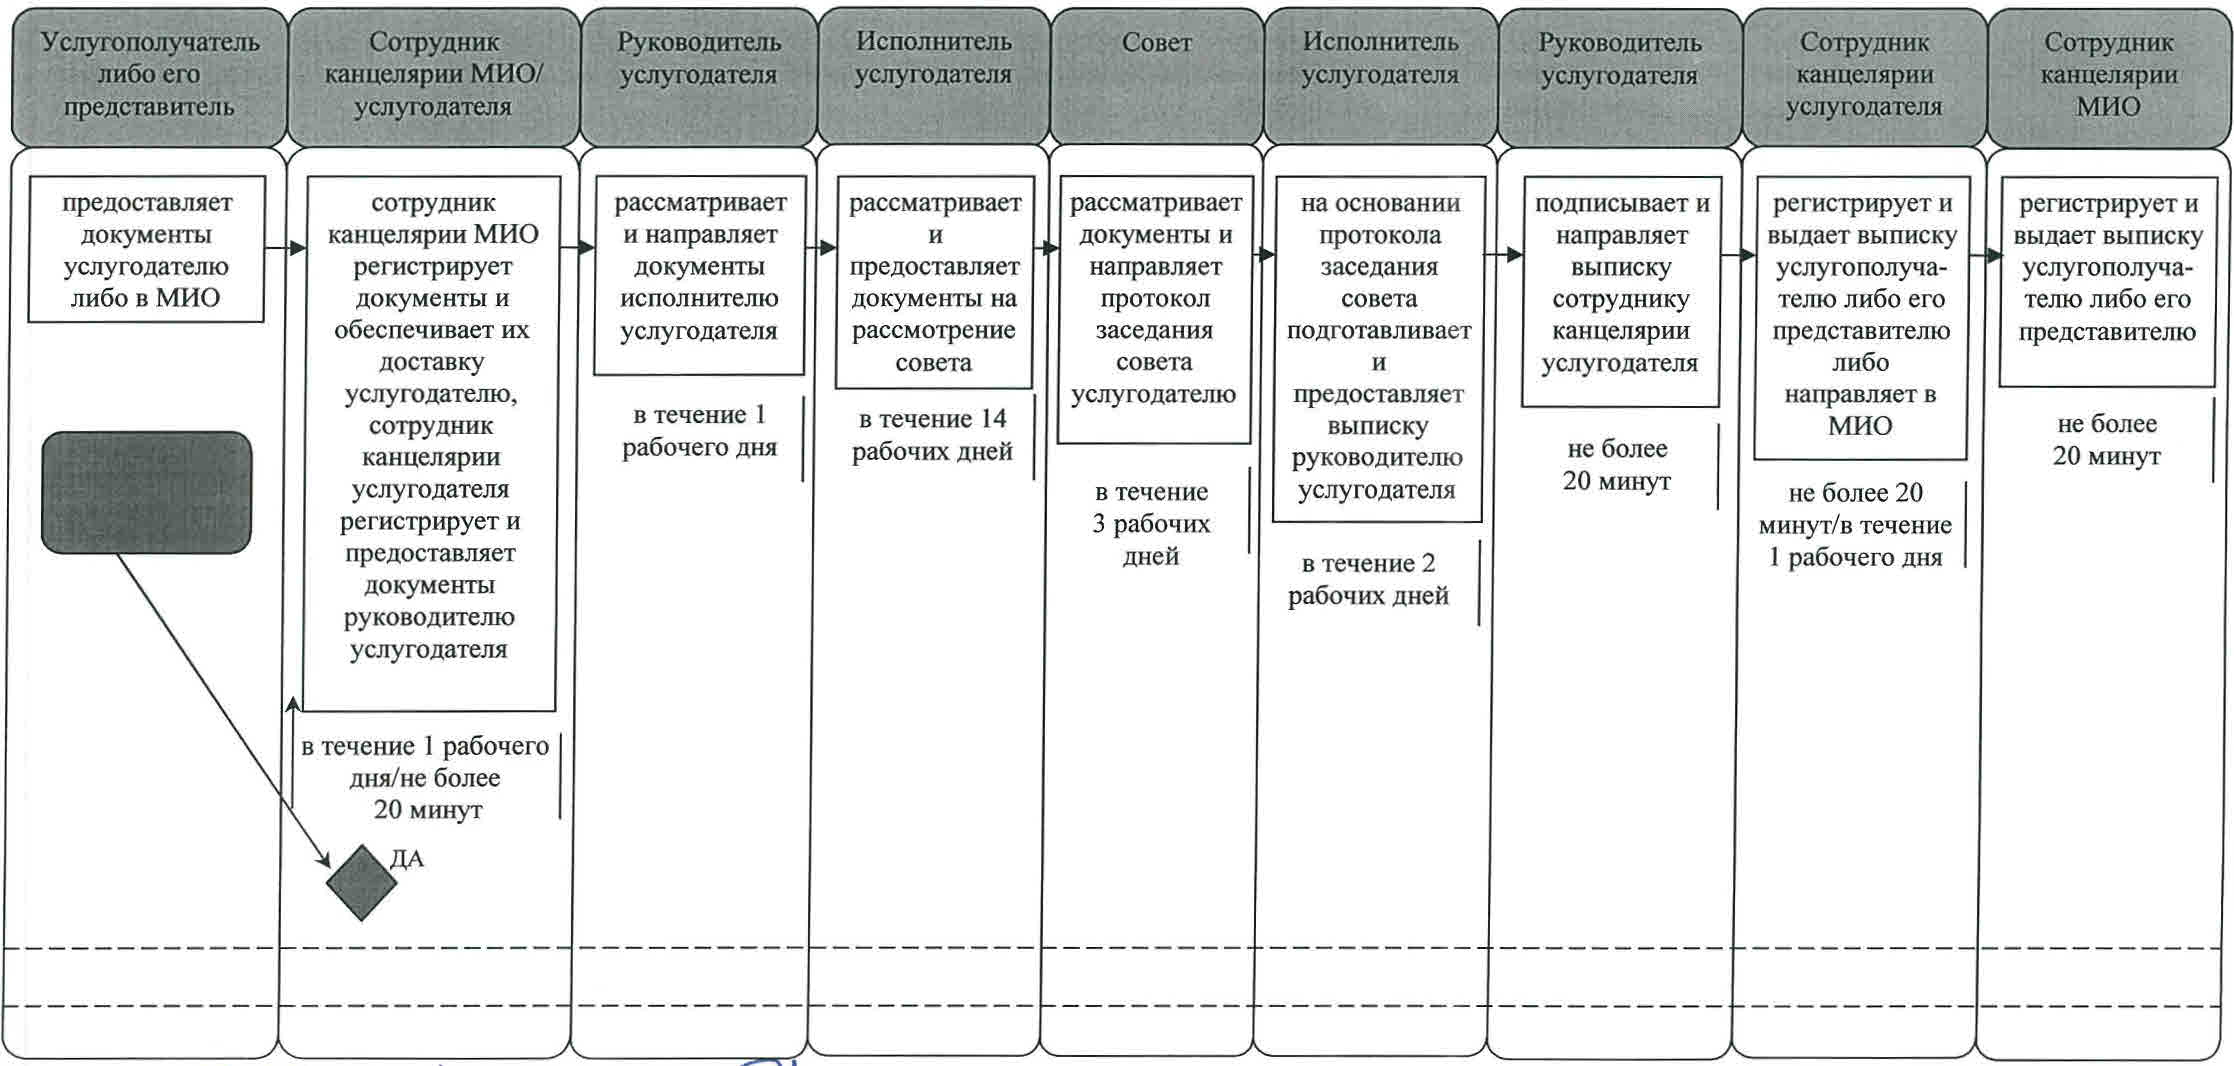 Услугополучатель
либо его
представитель
Сотрудник
канцелярии МИО/
услугодателя
Руководитель
услугодателя
Исполнитель
услугодателя
Совет
Исполнитель
услугодателя
Руководитель
услугодателя
Сотрудник
канцелярии
услугодателя
Сотрудник
канцелярии
МИО
предоставляет
документы
услугодателю
либо в МИО
сотрудник
канцелярии МИО
регистрирует
документы и
обеспечивает их
доставку
услугодателю,
сотрудник
канцелярии
услугодателя
регистрирует и
предоставляет
документы
руководителю
услугодателя
в течение 1 рабочего
дня/не более
20 минут
ДА
рассматривает
и направляет
документы
исполнителю
услугодателя
в течение 1
рабочего дня
рассматривает
и
предоставляет
документы на
рассмотрение
совета
в течение 14
рабочих дней
рассматривает
документы и
направляет
протокол
заседания
совета
услугодателю
в течение
3 рабочих
дней
на основании
протокола
заседания
совета
подготавливает
и
предоставляет
выписку
руководителю
услугодателя
в течение 2
рабочих дней
подписывает и
направляет
выписку
сотруднику
канцелярии
услугодателя
не более
20 минут
регистрирует и
выдает выписку
услугополуча-
телю либо его
представителю
либо
направляет в
МИО
не более 20
минут/в течение
1 рабочего дня
регистрирует и
выдает выписку
услугополуча-
телю либо его
представителю
не более
20 минут